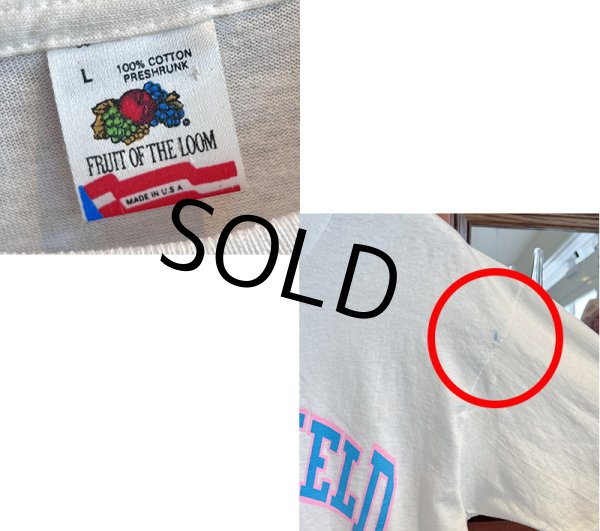 L
100% COTTON
PRESHRUNK
FRUIT OF THE LOOM
MADE IN U.S.A
SOLD
ELD